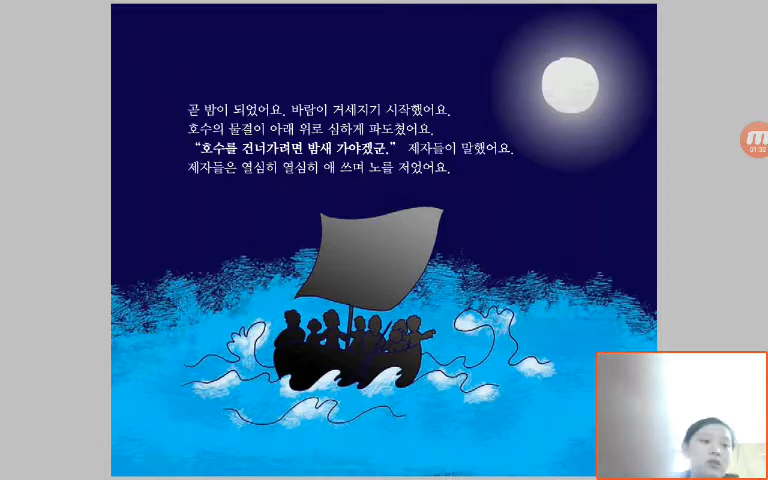 곧 밤이 되었어요. 바람이 거세지기 시작했어요.
호수의 물결이 아래 위로 심하게 파도쳤어요.
“호수를 건너가려면 밤새 가야겠군.” 제자들이 말했어요.
제자들은 열심히 열심히 애 쓰며 노를 저었어요.
01:32